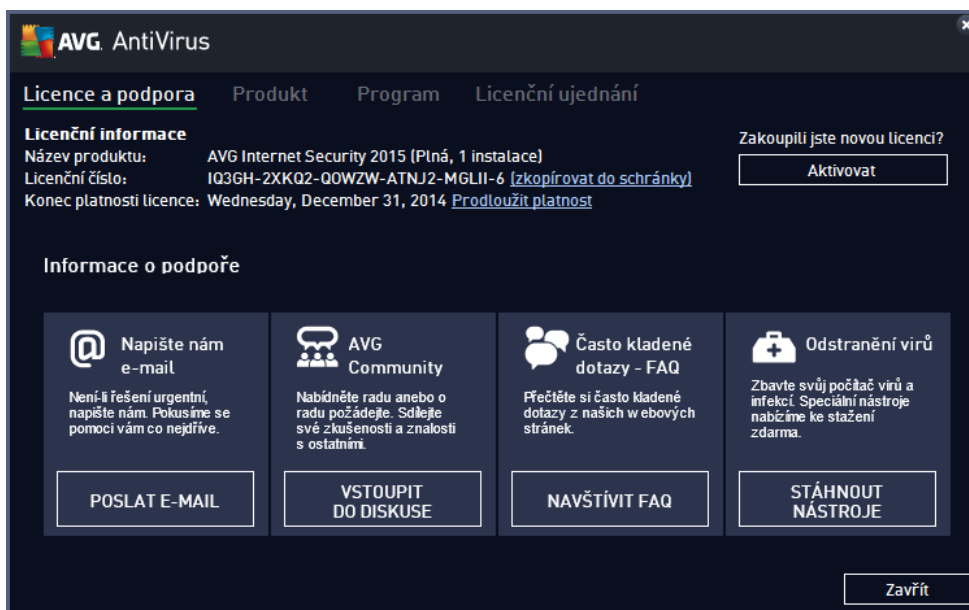 AVG. AntiVirus
Licence a podpora Produkt Program Licenční ujednání
Licenční informace
Název produktu: AVG Internet Security 2015 (Plná, 1 instalace)
Licenční číslo: IQ3GH-2XKQ2-QOWZW-ATNJ2-MGLII-6 (zkopírovat do schránky)
Konec platnosti licence: Wednesday, December 31, 2014 Prodloužit platnost
Zakoupili jste novou licenci?
Aktivovat
Informace o podpoře
Napište nám
e-mail
Není-li řešení urgentní,
napište nám. Pokusíme se
pomoci vám co nejdříve.
POSLAT E-MAIL
AVG
Community
Nabídněte radu anebo o
radu požádejte. Sdílejte
své zkušenosti a znalosti
s ostatními.
VSTOUPIT
DO DISKUSE
Často kladené
dotazy - FAQ
Přečtěte si často kladené
dotazy z našich webových
stránek.
NAVŠTÍVIT FAQ
Odstranění virů
Zbavte svůj počítač virů a
infekcí. Speciální nástroje
nabízíme ke stažení
zdarma.
STÁHNOUT
NÁSTROJE
Zavřít